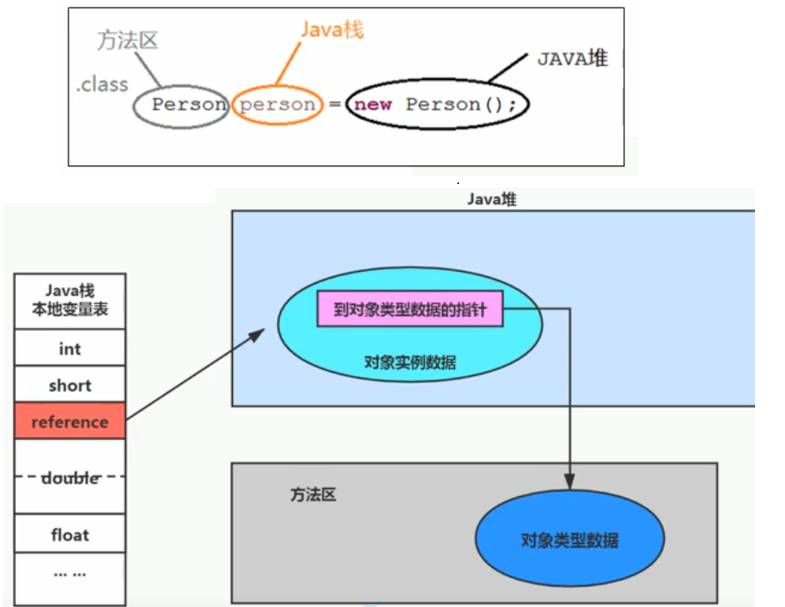 方法区
Java栈
JAVA堆
.class
Person person = new Person();
Java堆
Java栈
本地变量表
int
short
reference
double
float
... ...
到对象类型数据的指针
对象实例数据
方法区
对象类型数据